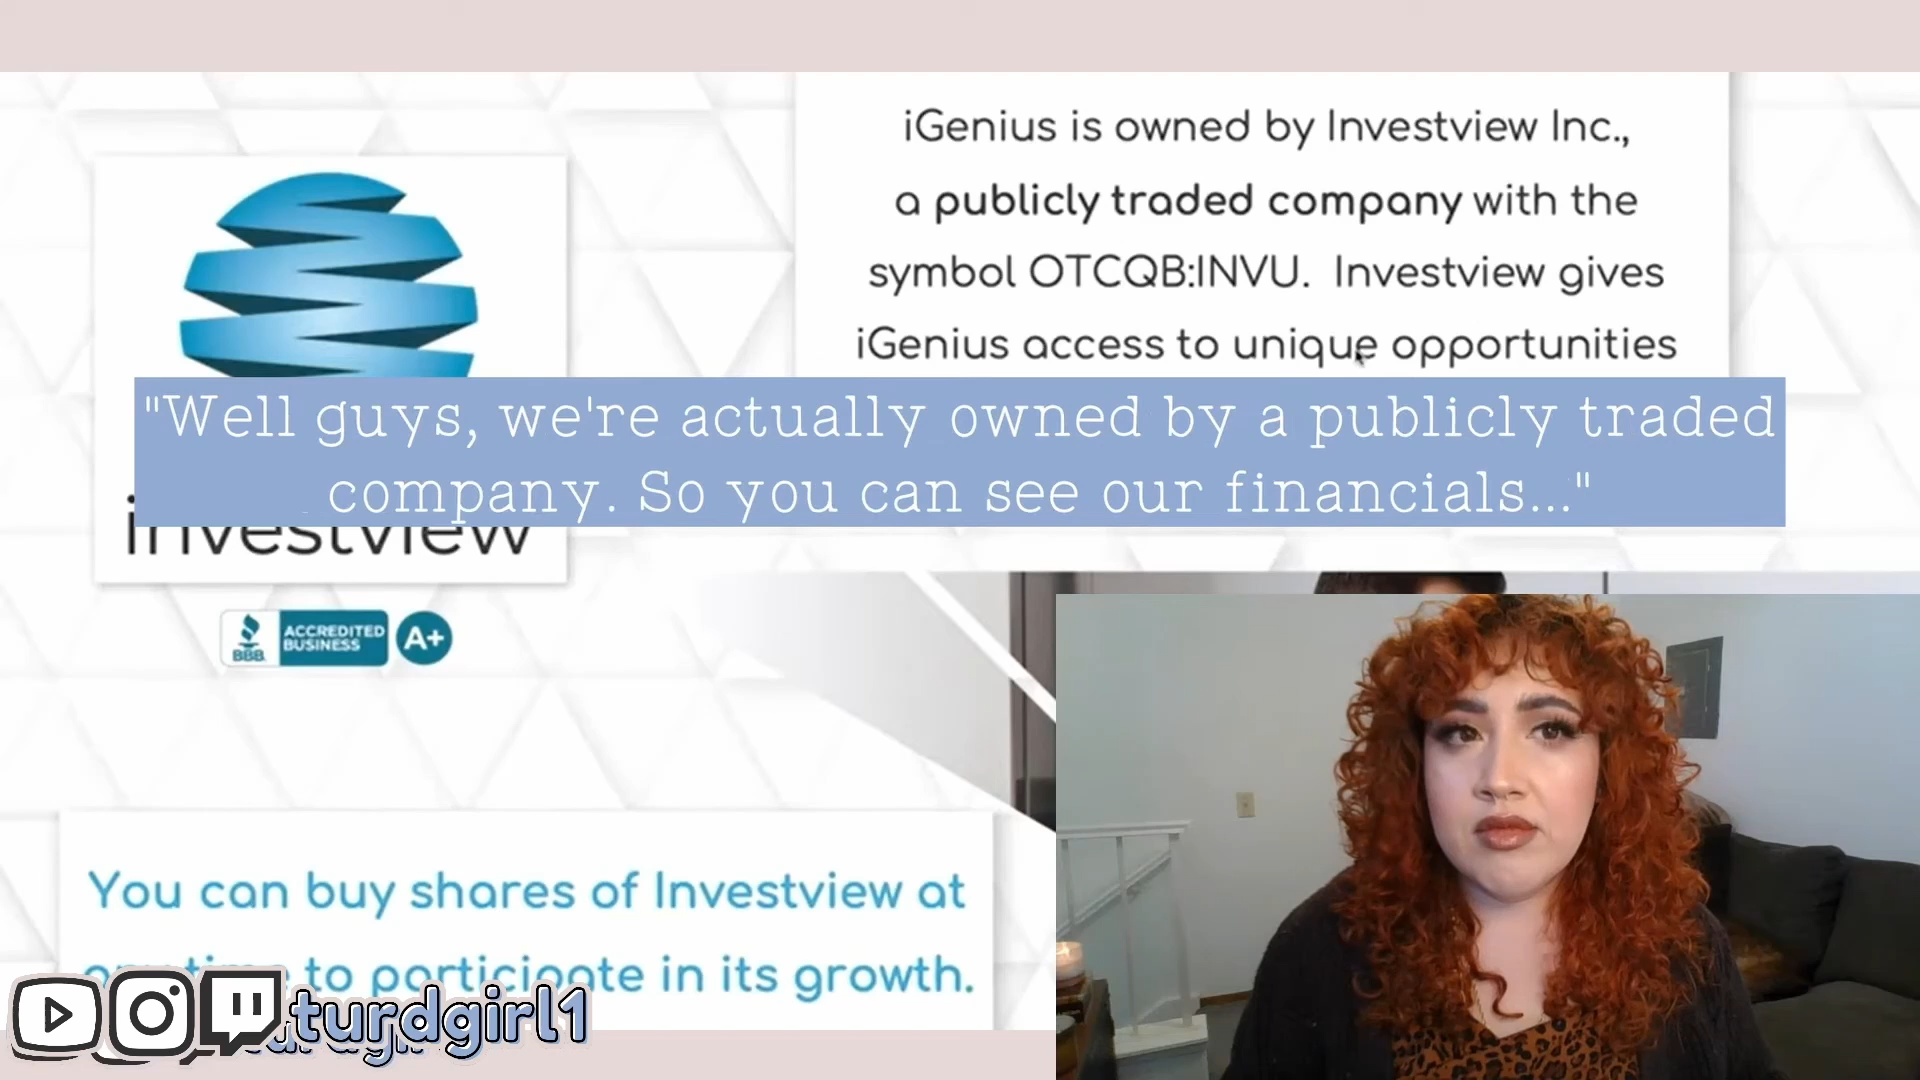 iGenius is owned by Investview Inc.,
a publicly traded company with the
symbol OTCQB:INVU. Investview gives
iGenius access to unique opportunities
"Well guys, we're actually owned by a publicly traded
company. So you can see our financials..."
investview
BBB
ACCREDITED
BUSINESS
A+
You can buy shares of Investview at
anytime to participate in its growth.
turdgirl1